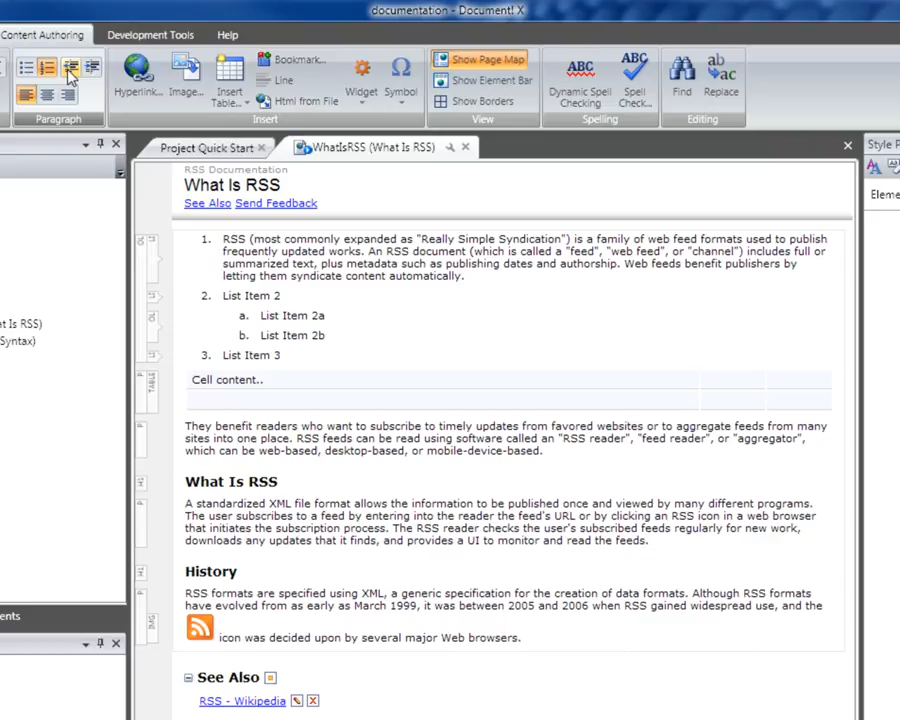 documentation - Document! X
Content Authoring
Development Tools
Help
Hyperlink...
Image...
Insert
Table...
Bookmark...
Line
Html from File
Widget
Symbol
Show Page Map
Show Element Bar
Show Borders
ABC
Dynamic Spell
Checking
ABC
Spell
Check...
Find
ab
ac
Replace
Paragraph
Insert
View
Spelling
Editing
Project Quick Start
WhatIsRSS (What Is RSS)
Style P
Eleme
RSS Documentation
What Is RSS
See Also Send Feedback
1. RSS (most commonly expanded as "Really Simple Syndication") is a family of web feed formats used to publish
frequently updated works. An RSS document (which is called a "feed", "web feed", or "channel") includes full or
summarized text, plus metadata such as publishing dates and authorship. Web feeds benefit publishers by
letting them syndicate content automatically.
2. List Item 2
a. List Item 2a
b. List Item 2b
3. List Item 3
Cell content..
They benefit readers who want to subscribe to timely updates from favored websites or to aggregate feeds from many
sites into one place. RSS feeds can be read using software called an "RSS reader", "feed reader", or "aggregator",
which can be web-based, desktop-based, or mobile-device-based.
What Is RSS
A standardized XML file format allows the information to be published once and viewed by many different programs.
The user subscribes to a feed by entering into the reader the feed's URL or by clicking an RSS icon in a web browser
that initiates the subscription process. The RSS reader checks the user's subscribed feeds regularly for new work,
downloads any updates that it finds, and provides a UI to monitor and read the feeds.
History
RSS formats are specified using XML, a generic specification for the creation of data formats. Although RSS formats
have evolved from as early as March 1999, it was between 2005 and 2006 when RSS gained widespread use, and the
icon was decided upon by several major Web browsers.
See Also
RSS - Wikipedia
at Is RSS)
Syntax)
ents
OL
LI
LI
OL
LI
P
TABLE
P
H1
P
H1
P
IMG